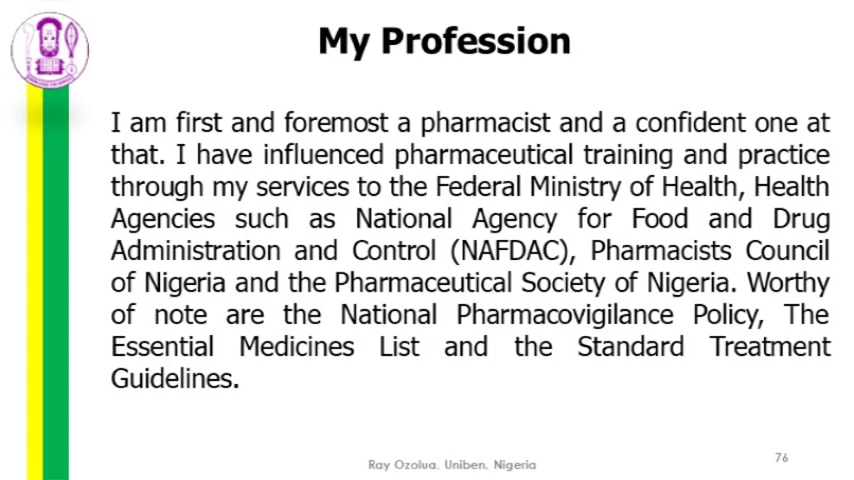 My Profession
I am first and foremost a pharmacist and a confident one at
that. I have influenced pharmaceutical training and practice
through my services to the Federal Ministry of Health, Health
Agencies such as National Agency for Food and Drug
Administration and Control (NAFDAC), Pharmacists Council
of Nigeria and the Pharmaceutical Society of Nigeria. Worthy
of note are the National Pharmacovigilance Policy, The
Essential Medicines List and the Standard Treatment
Guidelines.
Ray Ozolua, Uniben, Nigeria
76